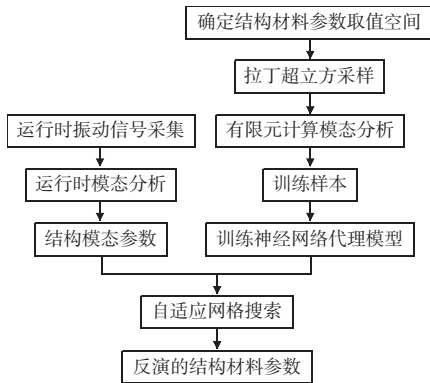 确定结构材料参数取值空间
拉丁超立方采样
运行时振动信号采集
有限元计算模态分析
运行时模态分析
训练样本
结构模态参数
训练神经网络代理模型
自适应网格搜索
反演的结构材料参数